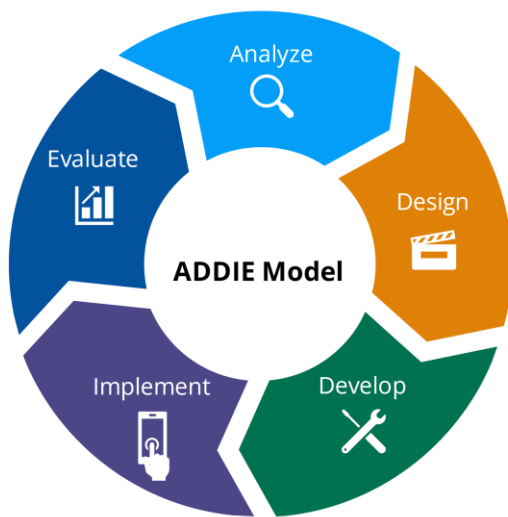 Analyze
Design
Develop
Implement
Evaluate
ADDIE Model